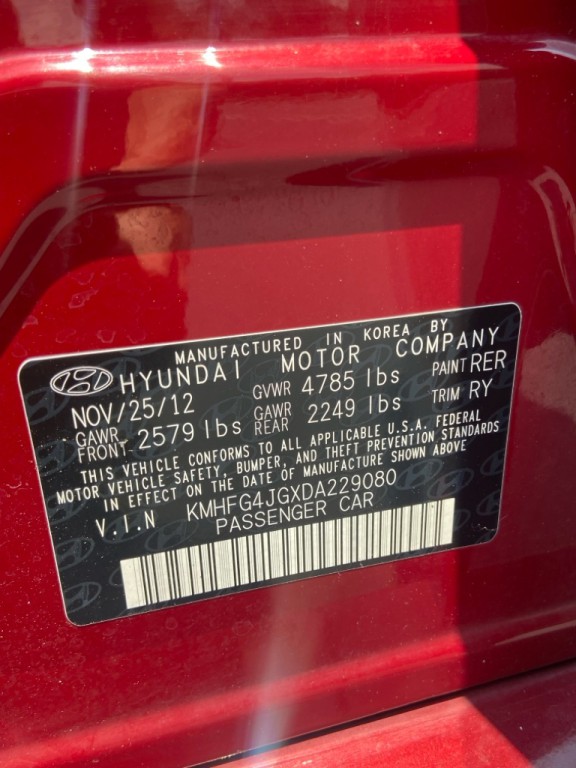 MANUFACTURED IN KOREA BY
HYUNDAI MOTOR COMPANY
NOV/25/12 GVWR 4785 lbs PAINT RER
GAWR FRONT 2579 lbs GAWR REAR 2249 lbs TRIM RY
THIS VEHICLE CONFORMS TO ALL APPLICABLE U.S.A. FEDERAL
MOTOR VEHICLE SAFETY, BUMPER, AND THEFT PREVENTION STANDARDS
IN EFFECT ON THE DATE OF MANUFACTURE SHOWN ABOVE
V.I.N KMHFG4JGXDA229080
PASSENGER CAR